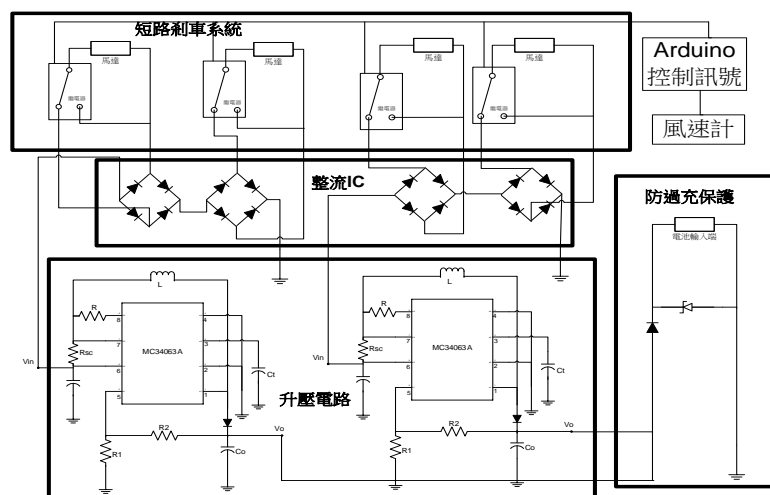 短路剎車系統
馬達
馬達
馬達
馬達
繼電器
繼電器
繼電器
繼電器
Arduino
控制訊號
風速計
整流IC
防過充保護
電池輸入端
L
R
8
7
6
5
4
3
2
1
MC34063A
Rsc
Vin
Ct
R2
R1
Vo
Co
升壓電路
L
R
8
7
6
5
4
3
2
1
MC34063A
Rsc
Vin
Ct
R2
R1
Vo
Co